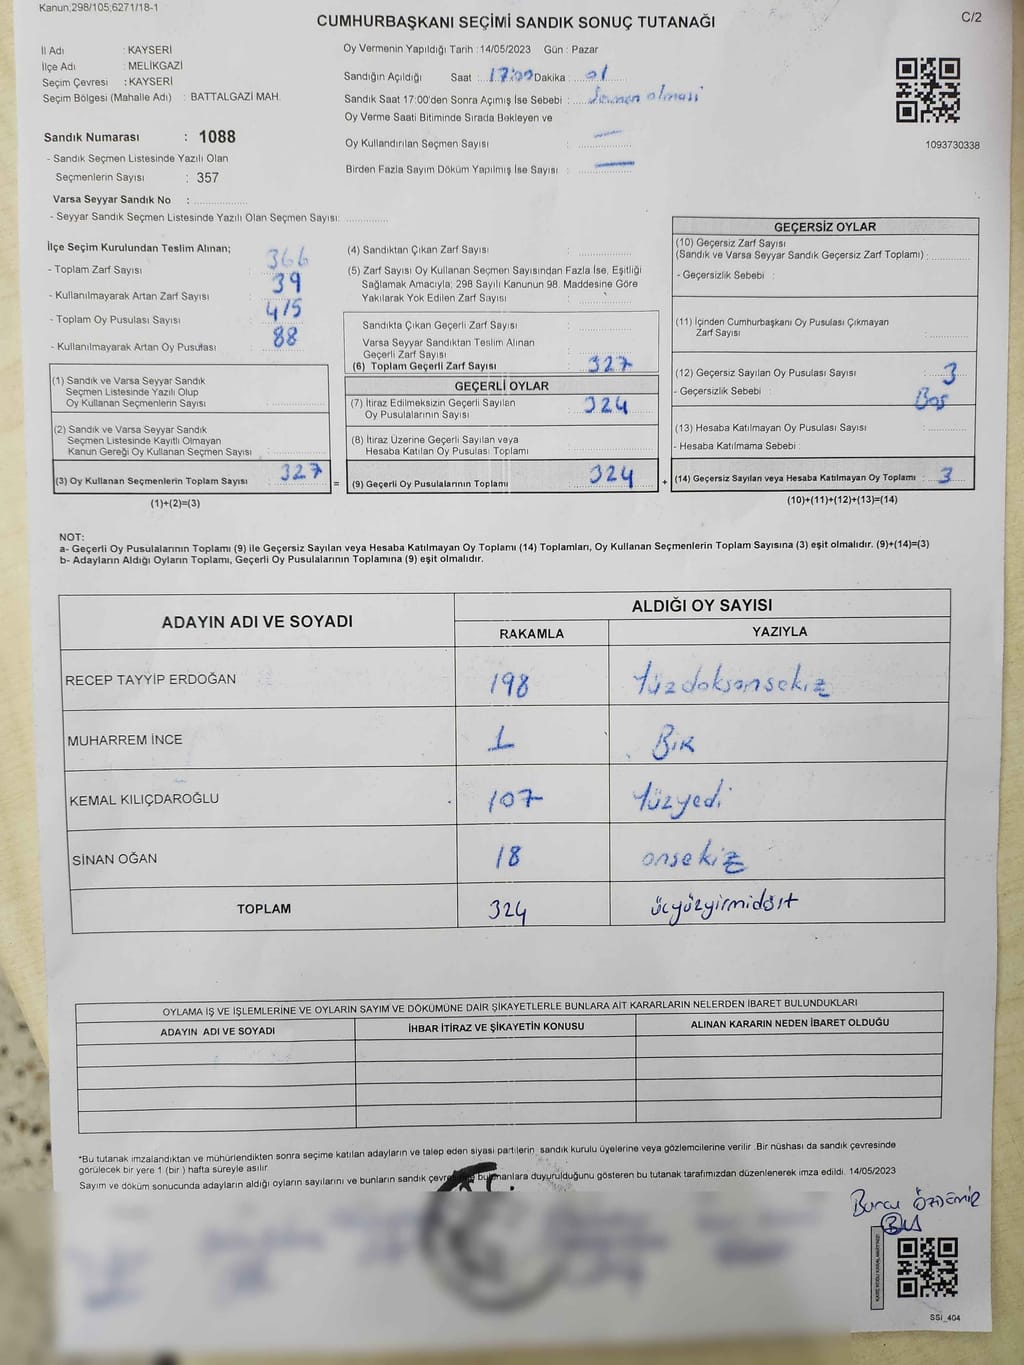 Kanun;298/105;6271/18-1
C/2
CUMHURBAŞKANI SEÇİMİ SANDIK SONUÇ TUTANAĞI
İl Adı : KAYSERİ
İlçe Adı : MELİKGAZİ
Seçim Çevresi : KAYSERİ
Seçim Bölgesi (Mahalle Adı) : BATTALGAZİ MAH.
Oy Vermenin Yapıldığı Tarih : 14/05/2023 Gün : Pazar
Sandığın Açıldığı Saat : 17:00 Dakika : 01
Sandık Saat 17:00'den Sonra Açımış İse Sebebi : olması
Oy Verme Saati Bitiminde Sırada Bekleyen ve
Oy Kullandırılan Seçmen Sayısı : —
Birden Fazla Sayım Döküm Yapılmış İse Sayısı : —
1093730338
Sandık Numarası : 1088
- Sandık Seçmen Listesinde Yazılı Olan
Seçmenlerin Sayısı : 357
Varsa Seyyar Sandık No :
- Seyyar Sandık Seçmen Listesinde Yazılı Olan Seçmen Sayısı:
İlçe Seçim Kurulundan Teslim Alınan;
- Toplam Zarf Sayısı : 366
- Kullanılmayarak Artan Zarf Sayısı : 39
- Toplam Oy Pusulası Sayısı : 415
- Kullanılmayarak Artan Oy Pusulası : 88
(1) Sandık ve Varsa Seyyar Sandık
Seçmen Listesinde Yazılı Olup
Oy Kullanan Seçmenlerin Sayısı :
(2) Sandık ve Varsa Seyyar Sandık
Seçmen Listesinde Kayıtlı Olmayan
Kanun Gereği Oy Kullanan Seçmen Sayısı :
(3) Oy Kullanan Seçmenlerin Toplam Sayısı : 327
(1)+(2)=(3)
=
(4) Sandıktan Çıkan Zarf Sayısı :
(5) Zarf Sayısı Oy Kullanan Seçmen Sayısından Fazla İse, Eşitliği
Sağlamak Amacıyla; 298 Sayılı Kanunun 98. Maddesine Göre
Yakılarak Yok Edilen Zarf Sayısı :
Sandıkta Çıkan Geçerli Zarf Sayısı :
Varsa Seyyar Sandıktan Teslim Alınan
Geçerli Zarf Sayısı :
(6) Toplam Geçerli Zarf Sayısı : 327
GEÇERLİ OYLAR
(7) İtiraz Edilmeksizin Geçerli Sayılan
Oy Pusulalarının Sayısı : 324
(8) İtiraz Üzerine Geçerli Sayılan veya
Hesaba Katılan Oy Pusulası Toplamı :
(9) Geçerli Oy Pusulalarının Toplamı : 324
+
GEÇERSİZ OYLAR
(10) Geçersiz Zarf Sayısı
(Sandık ve Varsa Seyyar Sandık Geçersiz Zarf Toplamı) :
- Geçersizlik Sebebi :
(11) İçinden Cumhurbaşkanı Oy Pusulası Çıkmayan
Zarf Sayısı :
(12) Geçersiz Sayılan Oy Pusulası Sayısı : 3
- Geçersizlik Sebebi : Boş
(13) Hesaba Katılmayan Oy Pusulası Sayısı :
- Hesaba Katılmama Sebebi :
(14) Geçersiz Sayılan veya Hesaba Katılmayan Oy Toplamı : 3
(10)+(11)+(12)+(13)=(14)
NOT:
a- Geçerli Oy Pusulalarının Toplamı (9) ile Geçersiz Sayılan veya Hesaba Katılmayan Oy Toplamı (14) Toplamları, Oy Kullanan Seçmenlerin Toplam Sayısına (3) eşit olmalıdır. (9)+(14)=(3)
b- Adayların Aldığı Oyların Toplamı, Geçerli Oy Pusulalarının Toplamına (9) eşit olmalıdır.
ADAYIN ADI VE SOYADI
ALDIĞI OY SAYISI
RAKAMLA YAZIYLA
RECEP TAYYİP ERDOĞAN 198 Yüzdoksansekiz
MUHARREM İNCE 1 Bir
KEMAL KILIÇDAROĞLU 107 Yüzyedi
SİNAN OĞAN 18 onsekiz
TOPLAM 324 üçyüzyirmidört
OYLAMA İŞ VE İŞLEMLERİNE VE OYLARIN SAYIM VE DÖKÜMÜNE DAİR ŞİKAYETLERLE BUNLARA AİT KARARLARIN NELERDEN İBARET BULUNDUKLARI
ADAYIN ADI VE SOYADI İHBAR İTİRAZ VE ŞİKAYETİN KONUSU ALINAN KARARIN NEDEN İBARET OLDUĞU
*Bu tutanak imzalandıktan ve mühürlendikten sonra seçime katılan adayların ve talep eden siyasi partilerin, sandık kurulu üyelerine veya gözlemcilerine verilir. Bir nüshası da sandık çevresinde
görülecek bir yere 1 (bir) hafta süreyle asılır.
Sayım ve döküm sonucunda adayların aldığı oyların sayılarını ve bunların sandık bulunanlara duyurulduğunu gösteren bu tutanak tarafımızdan düzenlenerek imza edildi. 14/05/2023
Burcu ÖZDEMİR
SSİ_404